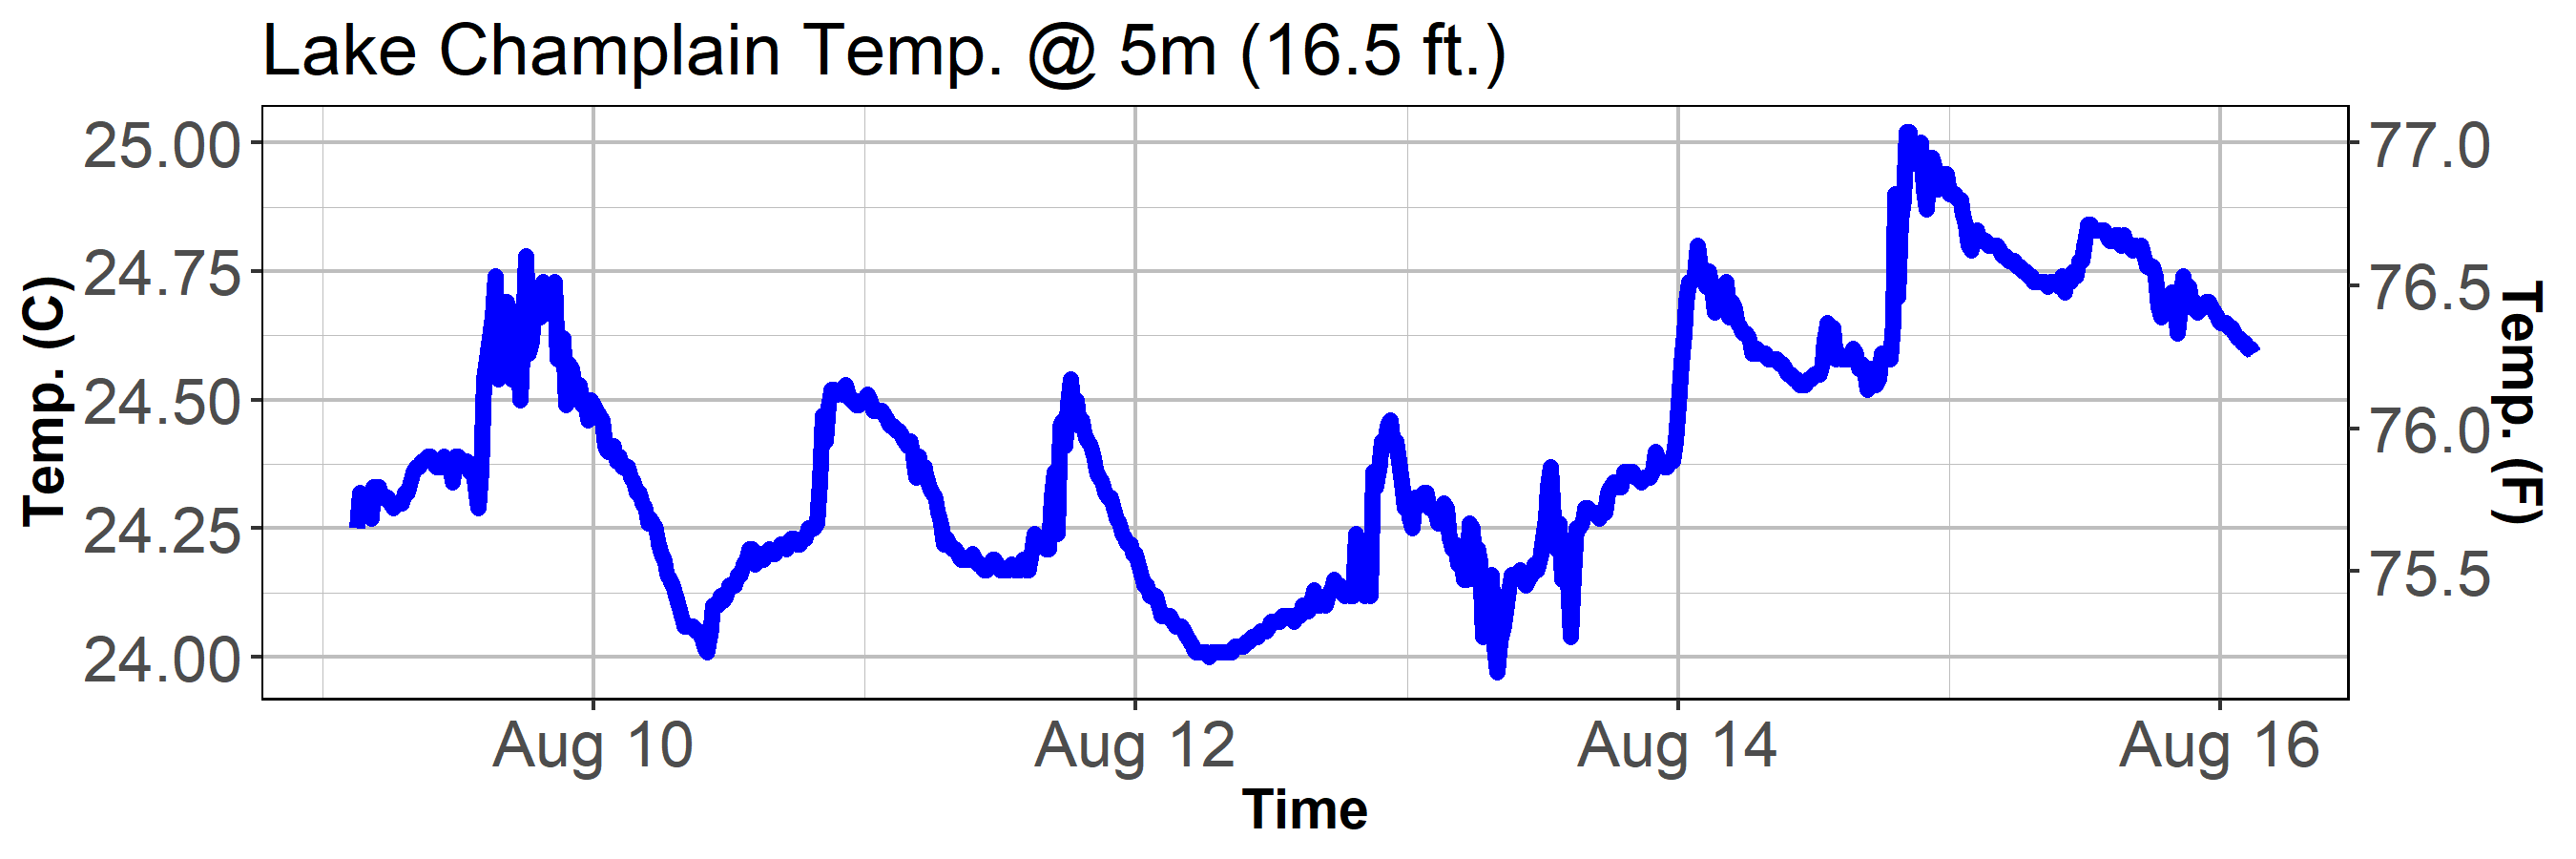 Lake Champlain Temp. @ 5m (16.5 ft.)
25.00
24.75
24.50
24.25
24.00
Temp. (C)
77.0
76.5
76.0
75.5
Temp. (F)
Aug 10 Aug 12 Aug 14 Aug 16
Time